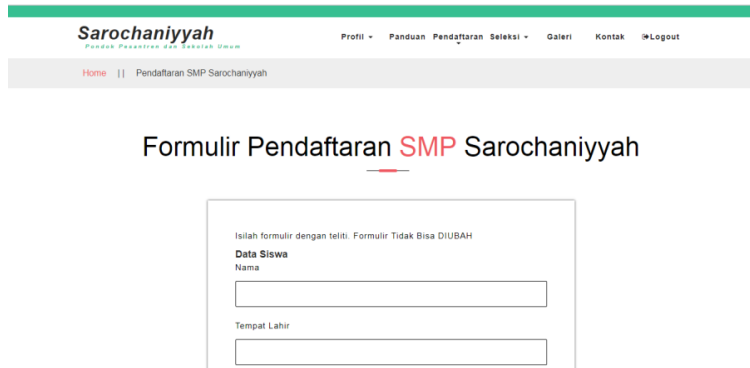 Sarochaniyyah
Pondok Pesantren dan Sekolah Umum
Profil Panduan Pendaftaran Seleksi Galeri Kontak Logout
Home || Pendaftaran SMP Sarochaniyyah
Formulir Pendaftaran SMP Sarochaniyyah
Isilah formulir dengan teliti. Formulir Tidak Bisa DIUBAH
Data Siswa
Nama
Tempat Lahir